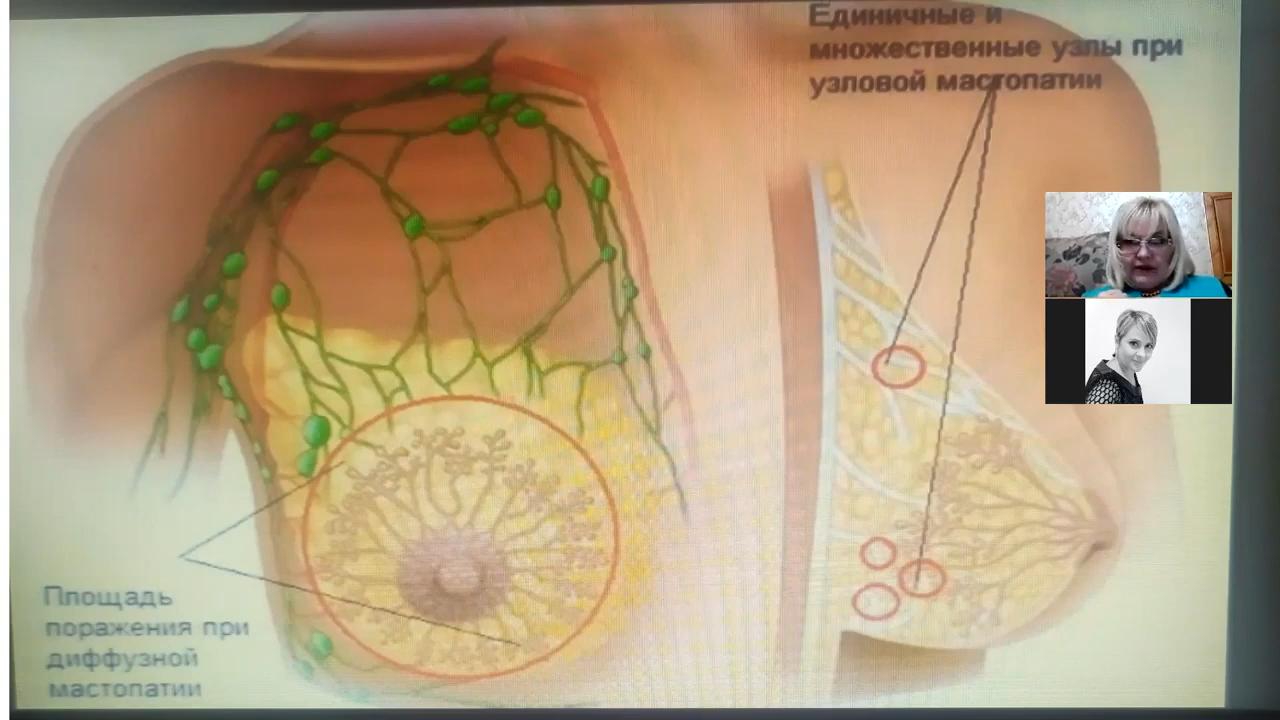 Единичные и
множественные узлы при
узловой мастопатии
Площадь
поражения при
диффузной
мастопатии